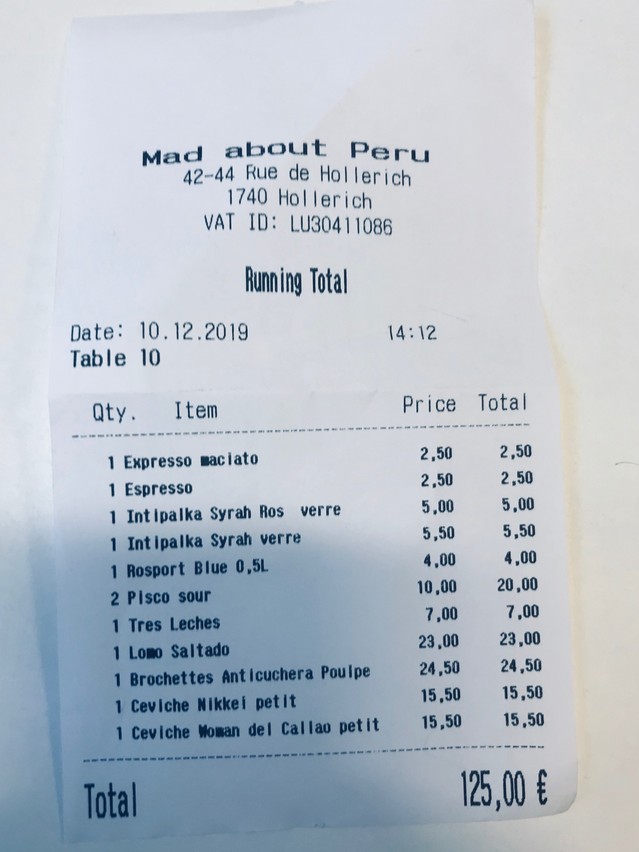 Mad about Peru
42-44 Rue de Hollerich
1740 Hollerich
VAT ID: LU30411086
Running Total
Date: 10.12.2019 14:12
Table 10
Qty. Item Price Total
1 Expresso maciato 2,50 2,50
1 Espresso 2,50 2,50
1 Intipalka Syrah Ros verre 5,00 5,00
1 Intipalka Syrah verre 5,50 5,50
1 Rosport Blue 0,5L 4,00 4,00
2 Pisco sour 10,00 20,00
1 Tres Leches 7,00 7,00
1 Lomo Saltado 23,00 23,00
1 Brochettes Anticuchera Poulpe 24,50 24,50
1 Ceviche Nikkei petit 15,50 15,50
1 Ceviche Woman del Callao petit 15,50 15,50
Total 125,00 €